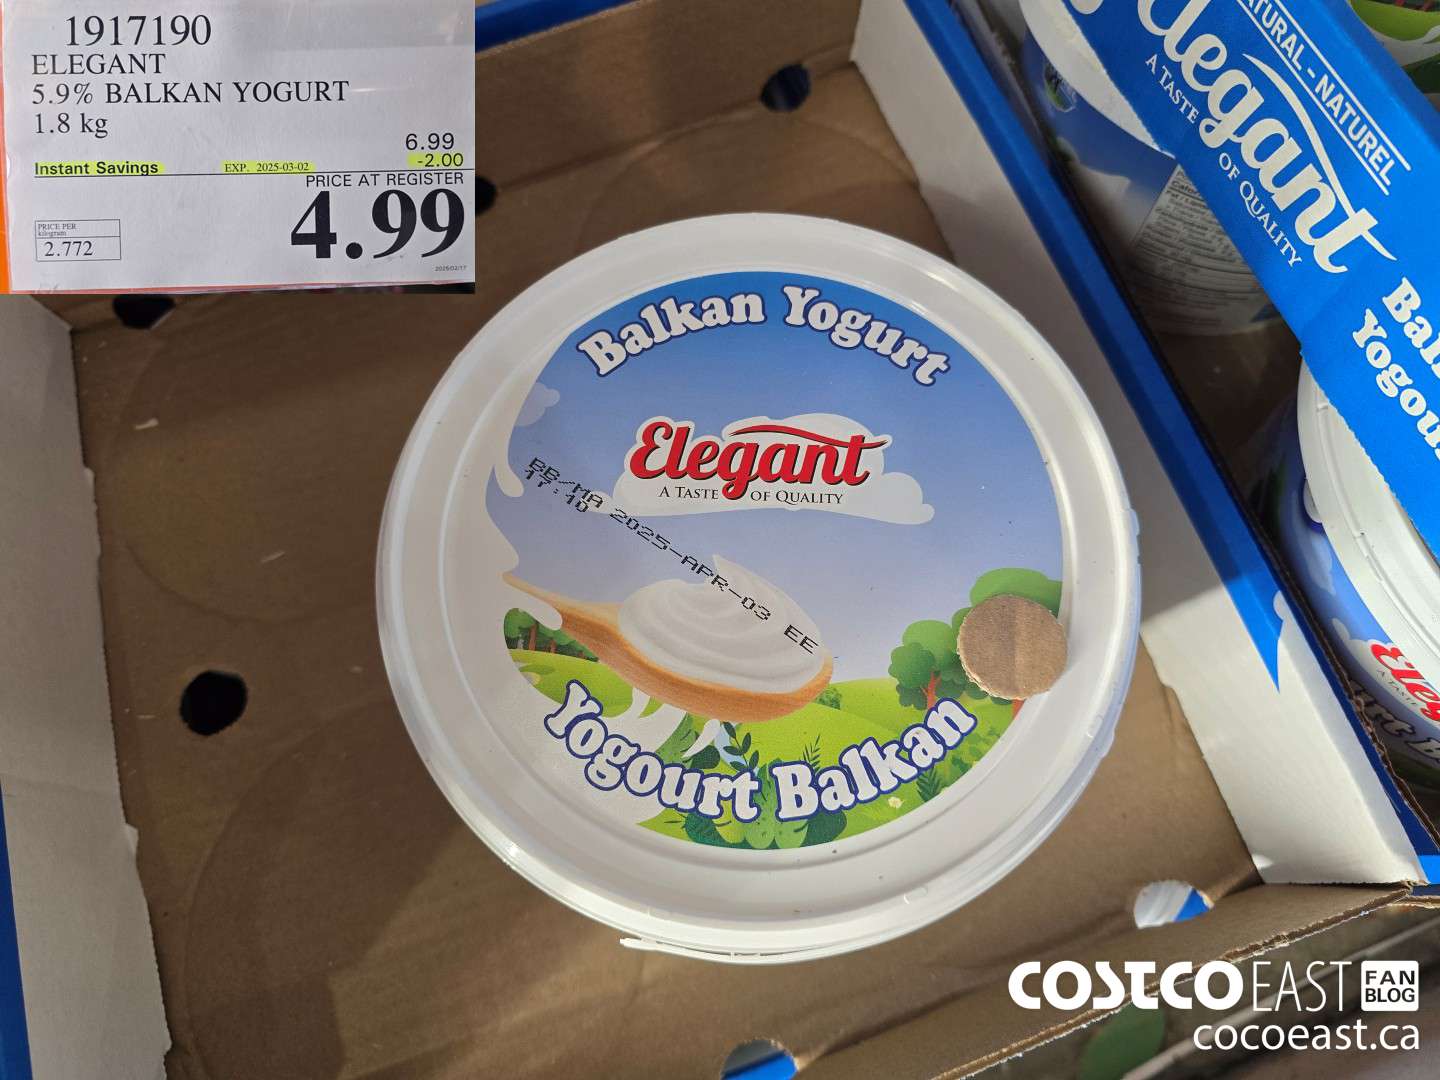 1917190
ELEGANT
5.9% BALKAN YOGURT
1.8 kg
6.99
Instant Savings EXP. 2025-03-02 -2.00
PRICE AT REGISTER
4.99
PRICE PER
kilogram
2.772
2025/02/17
Balkan Yogurt
Elegant
A TASTE OF QUALITY
BB/MA 2025-APR-03 EE
17:10
Yogourt Balkan
NATURAL - NATUREL
Elegant
A TASTE OF QUALITY
COSTCO EAST FAN BLOG
cocoeast.ca